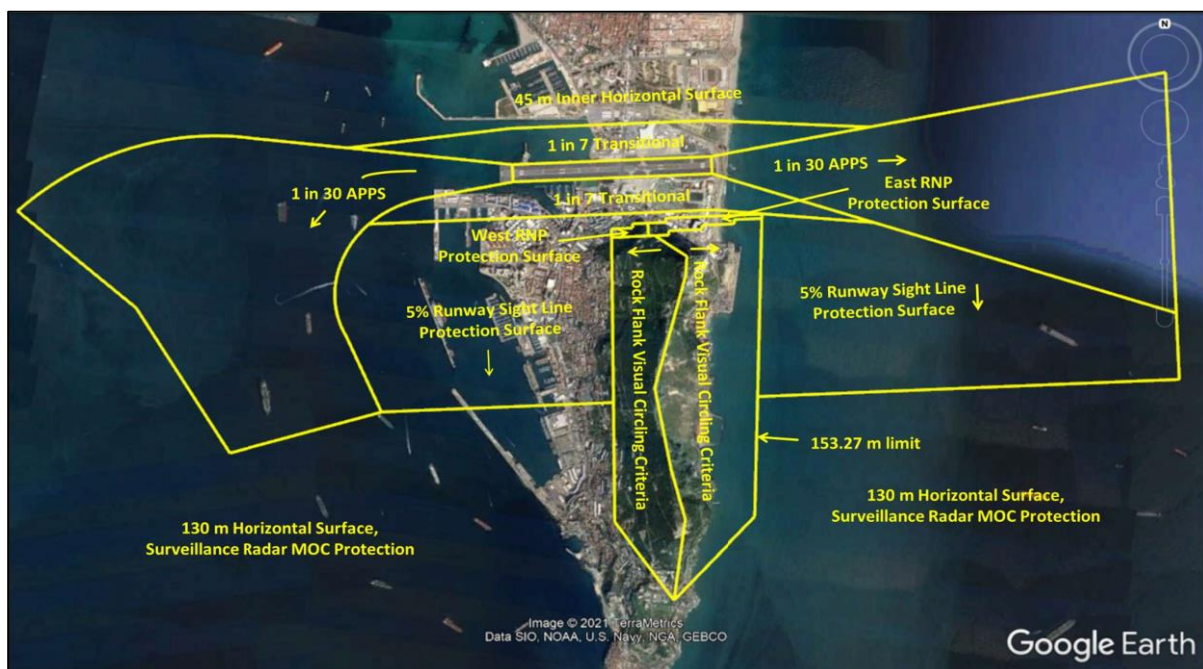 N
45 m Inner Horizontal Surface
1 in 7 Transitional
1 in 30 APPS
1 in 30 APPS
East RNP
Protection Surface
1 in 7 Transitional
West RNP
Protection Surface
Rock Flank Visual Circling Criteria
Rock Flank Visual Circling Criteria
5% Runway Sight Line
Protection Surface
5% Runway Sight Line
Protection Surface
153.27 m limit
130 m Horizontal Surface,
Surveillance Radar MOC Protection
130 m Horizontal Surface,
Surveillance Radar MOC Protection
Image © 2021 TerraMetrics
Data SIO, NOAA, U.S. Navy, NGA, GEBCO
Google Earth